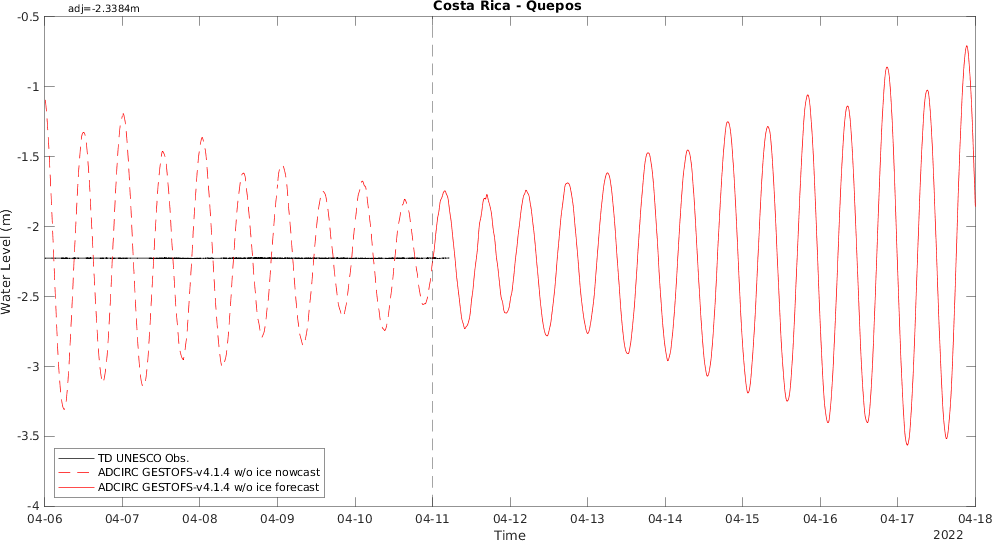 adj=-2.3384m
Costa Rica - Quepos
-0.5
-1
-1.5
-2
-2.5
-3
-3.5
-4
Water Level (m)
TD UNESCO Obs.
ADCIRC GESTOFS-v4.1.4 w/o ice nowcast
ADCIRC GESTOFS-v4.1.4 w/o ice forecast
04-06 04-07 04-08 04-09 04-10 04-11 04-12 04-13 04-14 04-15 04-16 04-17 04-18
Time
2022